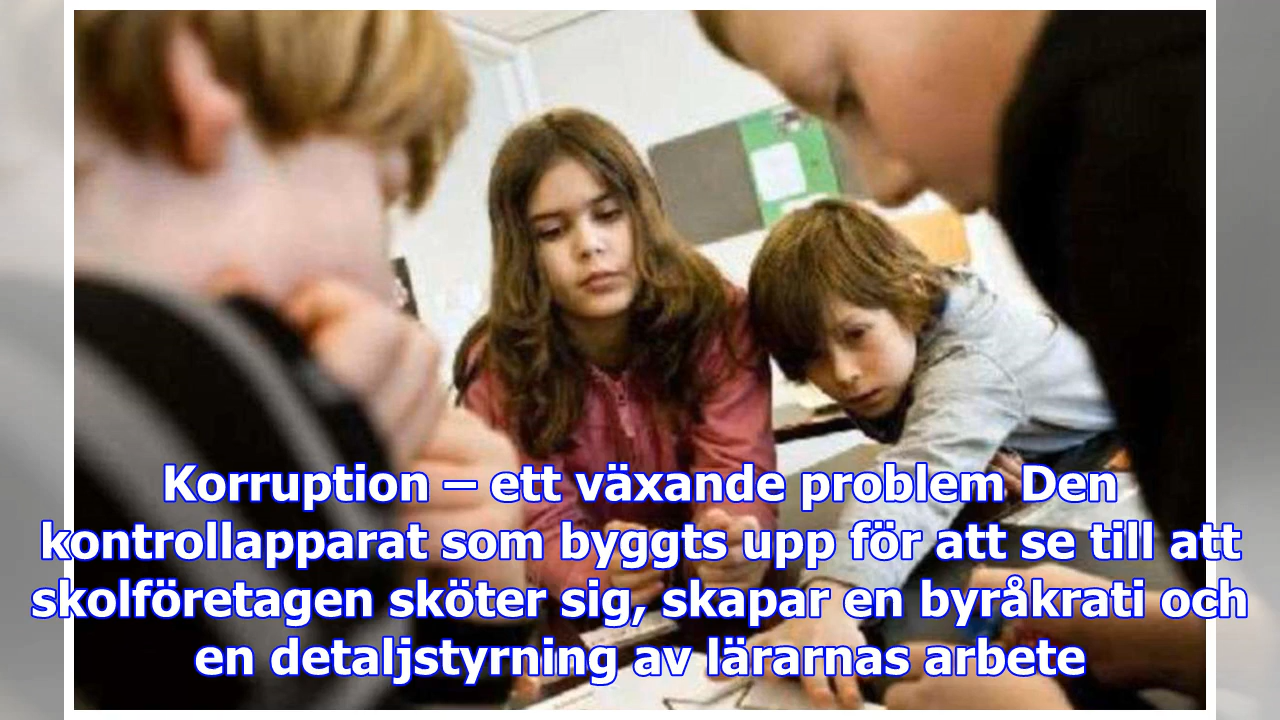 Korruption – ett växande problem Den
kontrollapparat som byggts upp för att se till att
skolföretagen sköter sig, skapar en byråkrati och
en detaljstyrning av lärarnas arbete